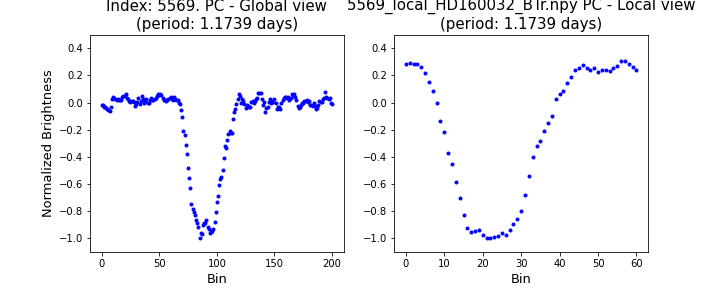 Index: 5569. PC - Global view
(period: 1.1739 days)
5569_local_HD160032_BTr.npy PC - Local view
(period: 1.1739 days)
Normalized Brightness
0.4
0.2
0.0
−0.2
−0.4
−0.6
−0.8
−1.0
0 50 100 150 200
Bin
0.4
0.2
0.0
−0.2
−0.4
−0.6
−0.8
−1.0
0 10 20 30 40 50 60
Bin